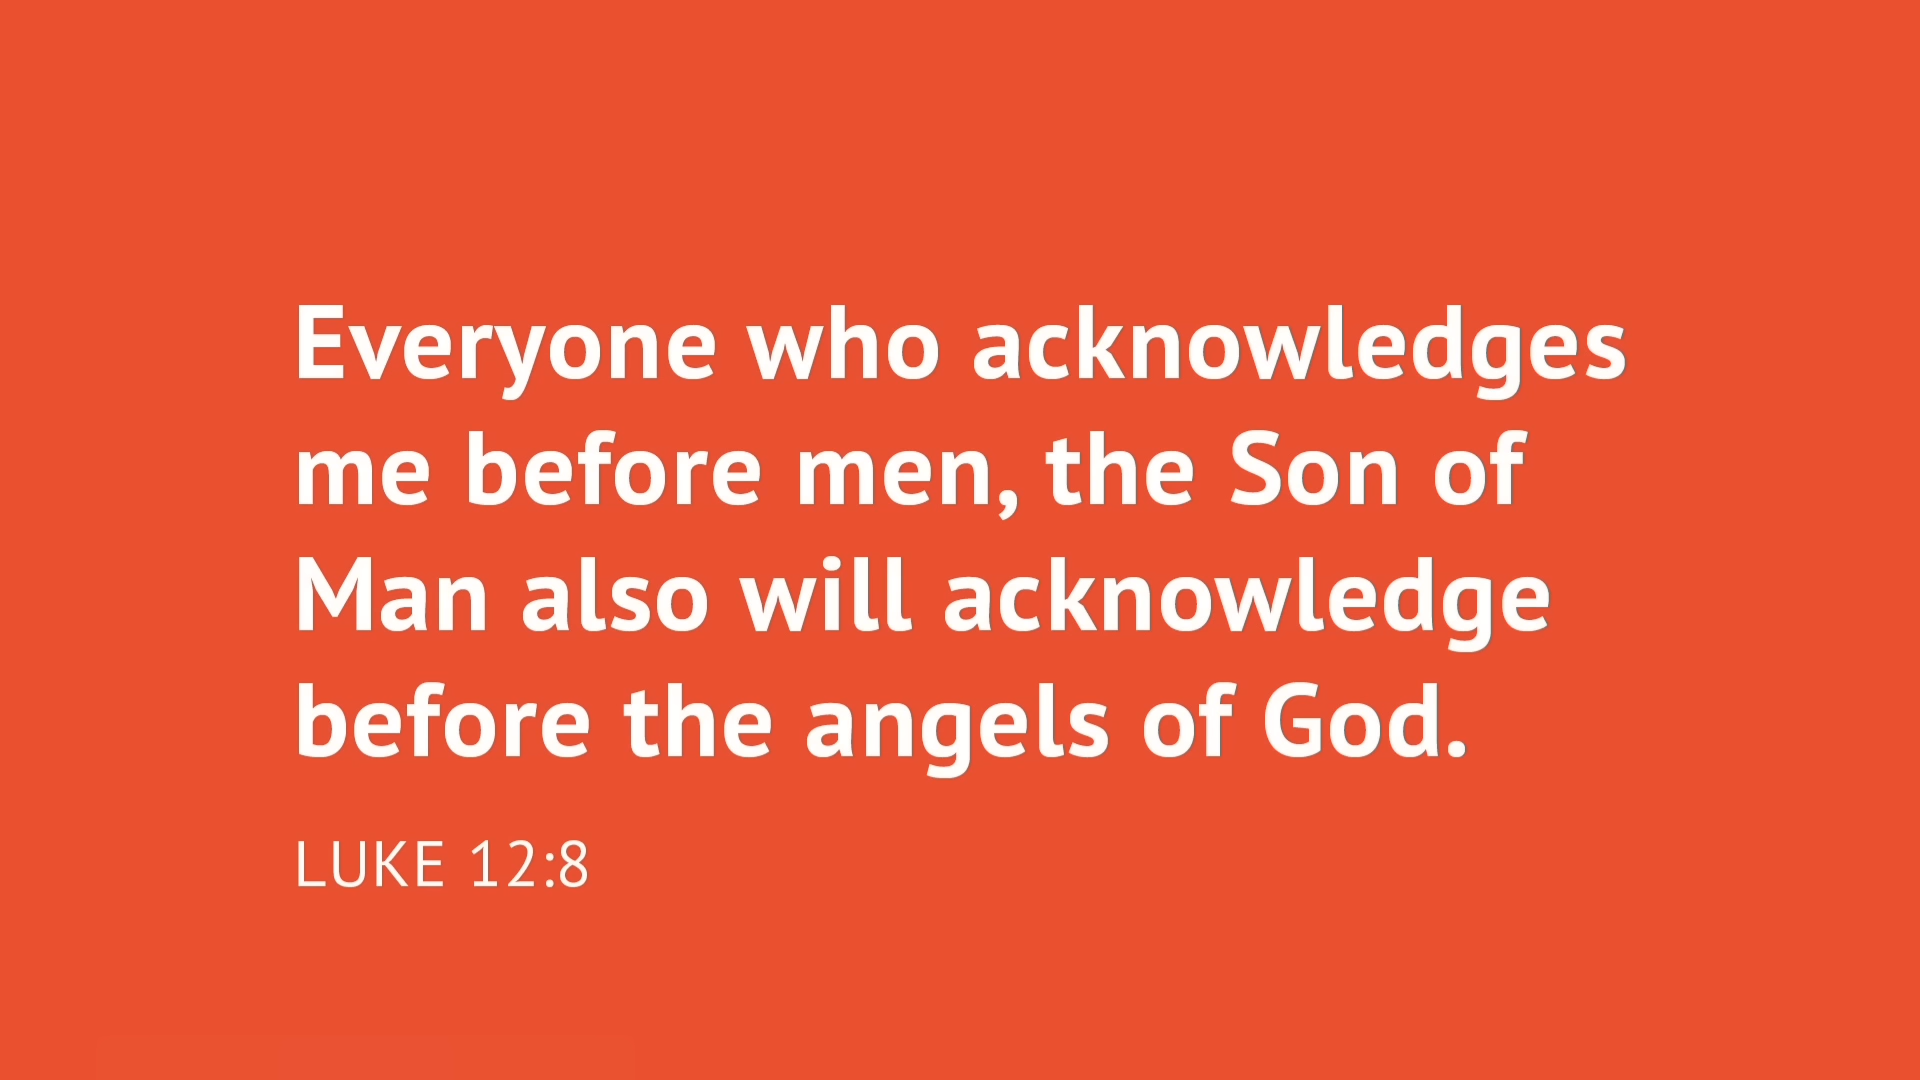 Everyone who acknowledges
me before men, the Son of
Man also will acknowledge
before the angels of God.
LUKE 12:8